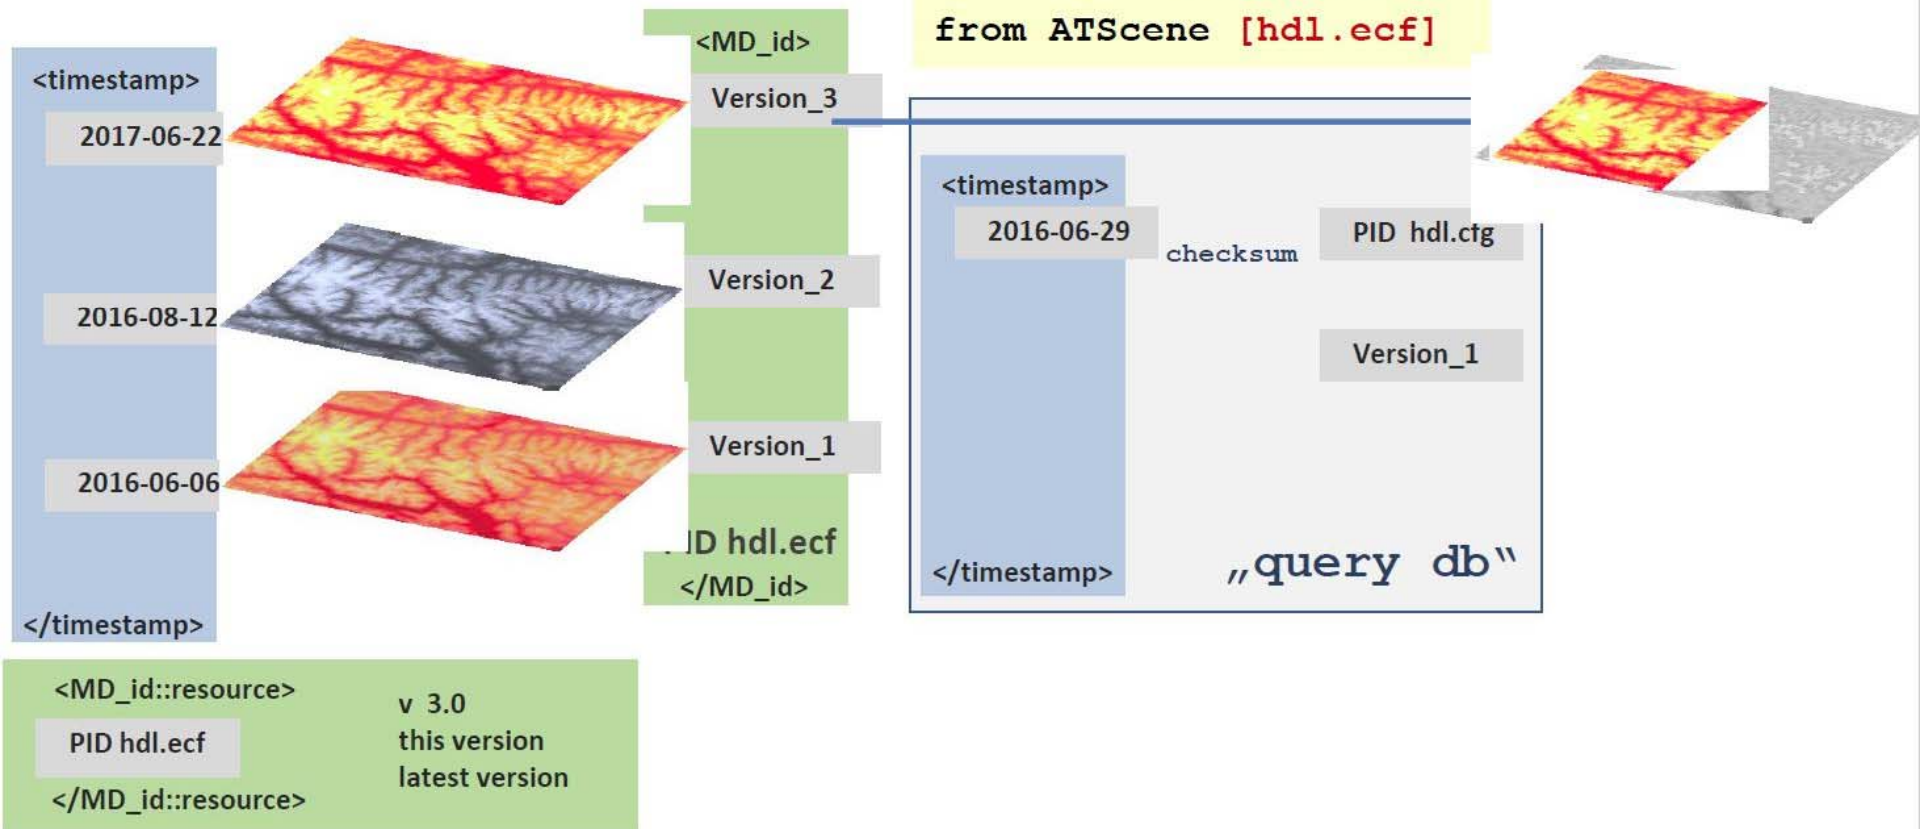 <timestamp>
2017-06-22
2016-08-12
2016-06-06
</timestamp>
<MD_id>
Version_3
Version_2
Version_1
ID hdl.ecf
</MD_id>
from ATScene [hdl.ecf]
<timestamp>
2016-06-29
checksum
PID hdl.cfg
Version_1
</timestamp>
„query db“
<MD_id::resource>
PID hdl.ecf
</MD_id::resource>
v 3.0
this version
latest version